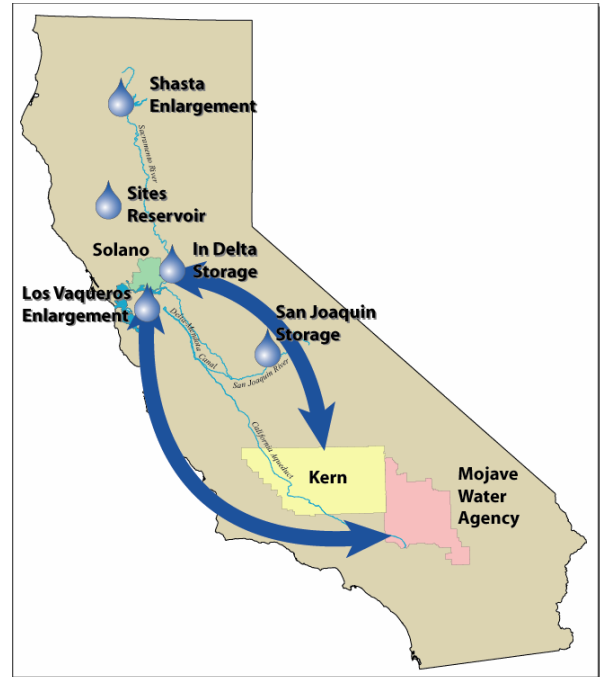 Shasta
Enlargement
Sacramento River
Sites
Reservoir
Solano
In Delta
Storage
Los Vaqueros
Enlargement
San Joaquin
Storage
Delta-Mendota
Canal
San Joaquin River
California Aqueduct
Kern
Mojave
Water
Agency